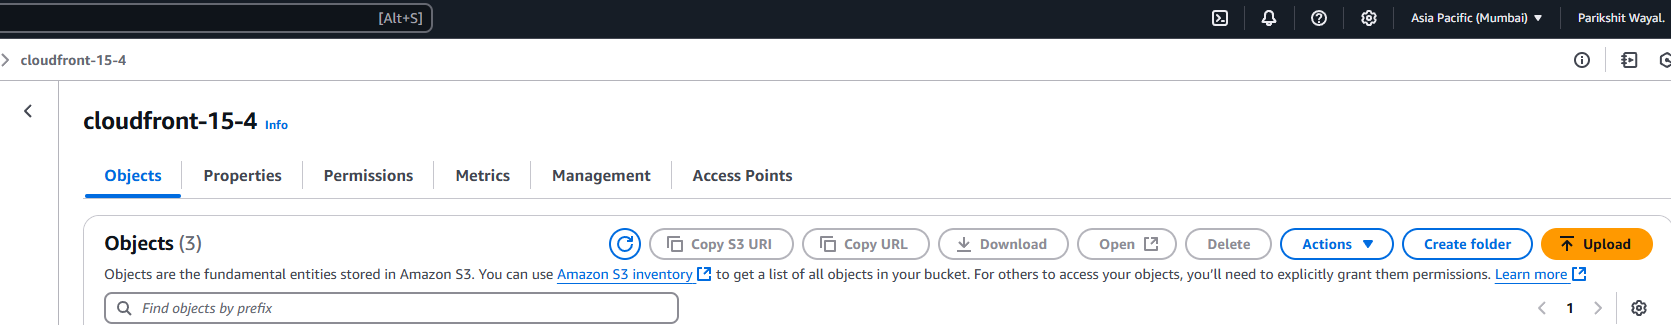 [Alt+S] Asia Pacific (Mumbai) Parikshit Wayal.
cloudfront-15-4
cloudfront-15-4 Info
Objects Properties Permissions Metrics Management Access Points
Objects (3) Copy S3 URI Copy URL Download Open Delete Actions Create folder Upload
Objects are the fundamental entities stored in Amazon S3. You can use Amazon S3 inventory to get a list of all objects in your bucket. For others to access your objects, you'll need to explicitly grant them permissions. Learn more
Find objects by prefix 1